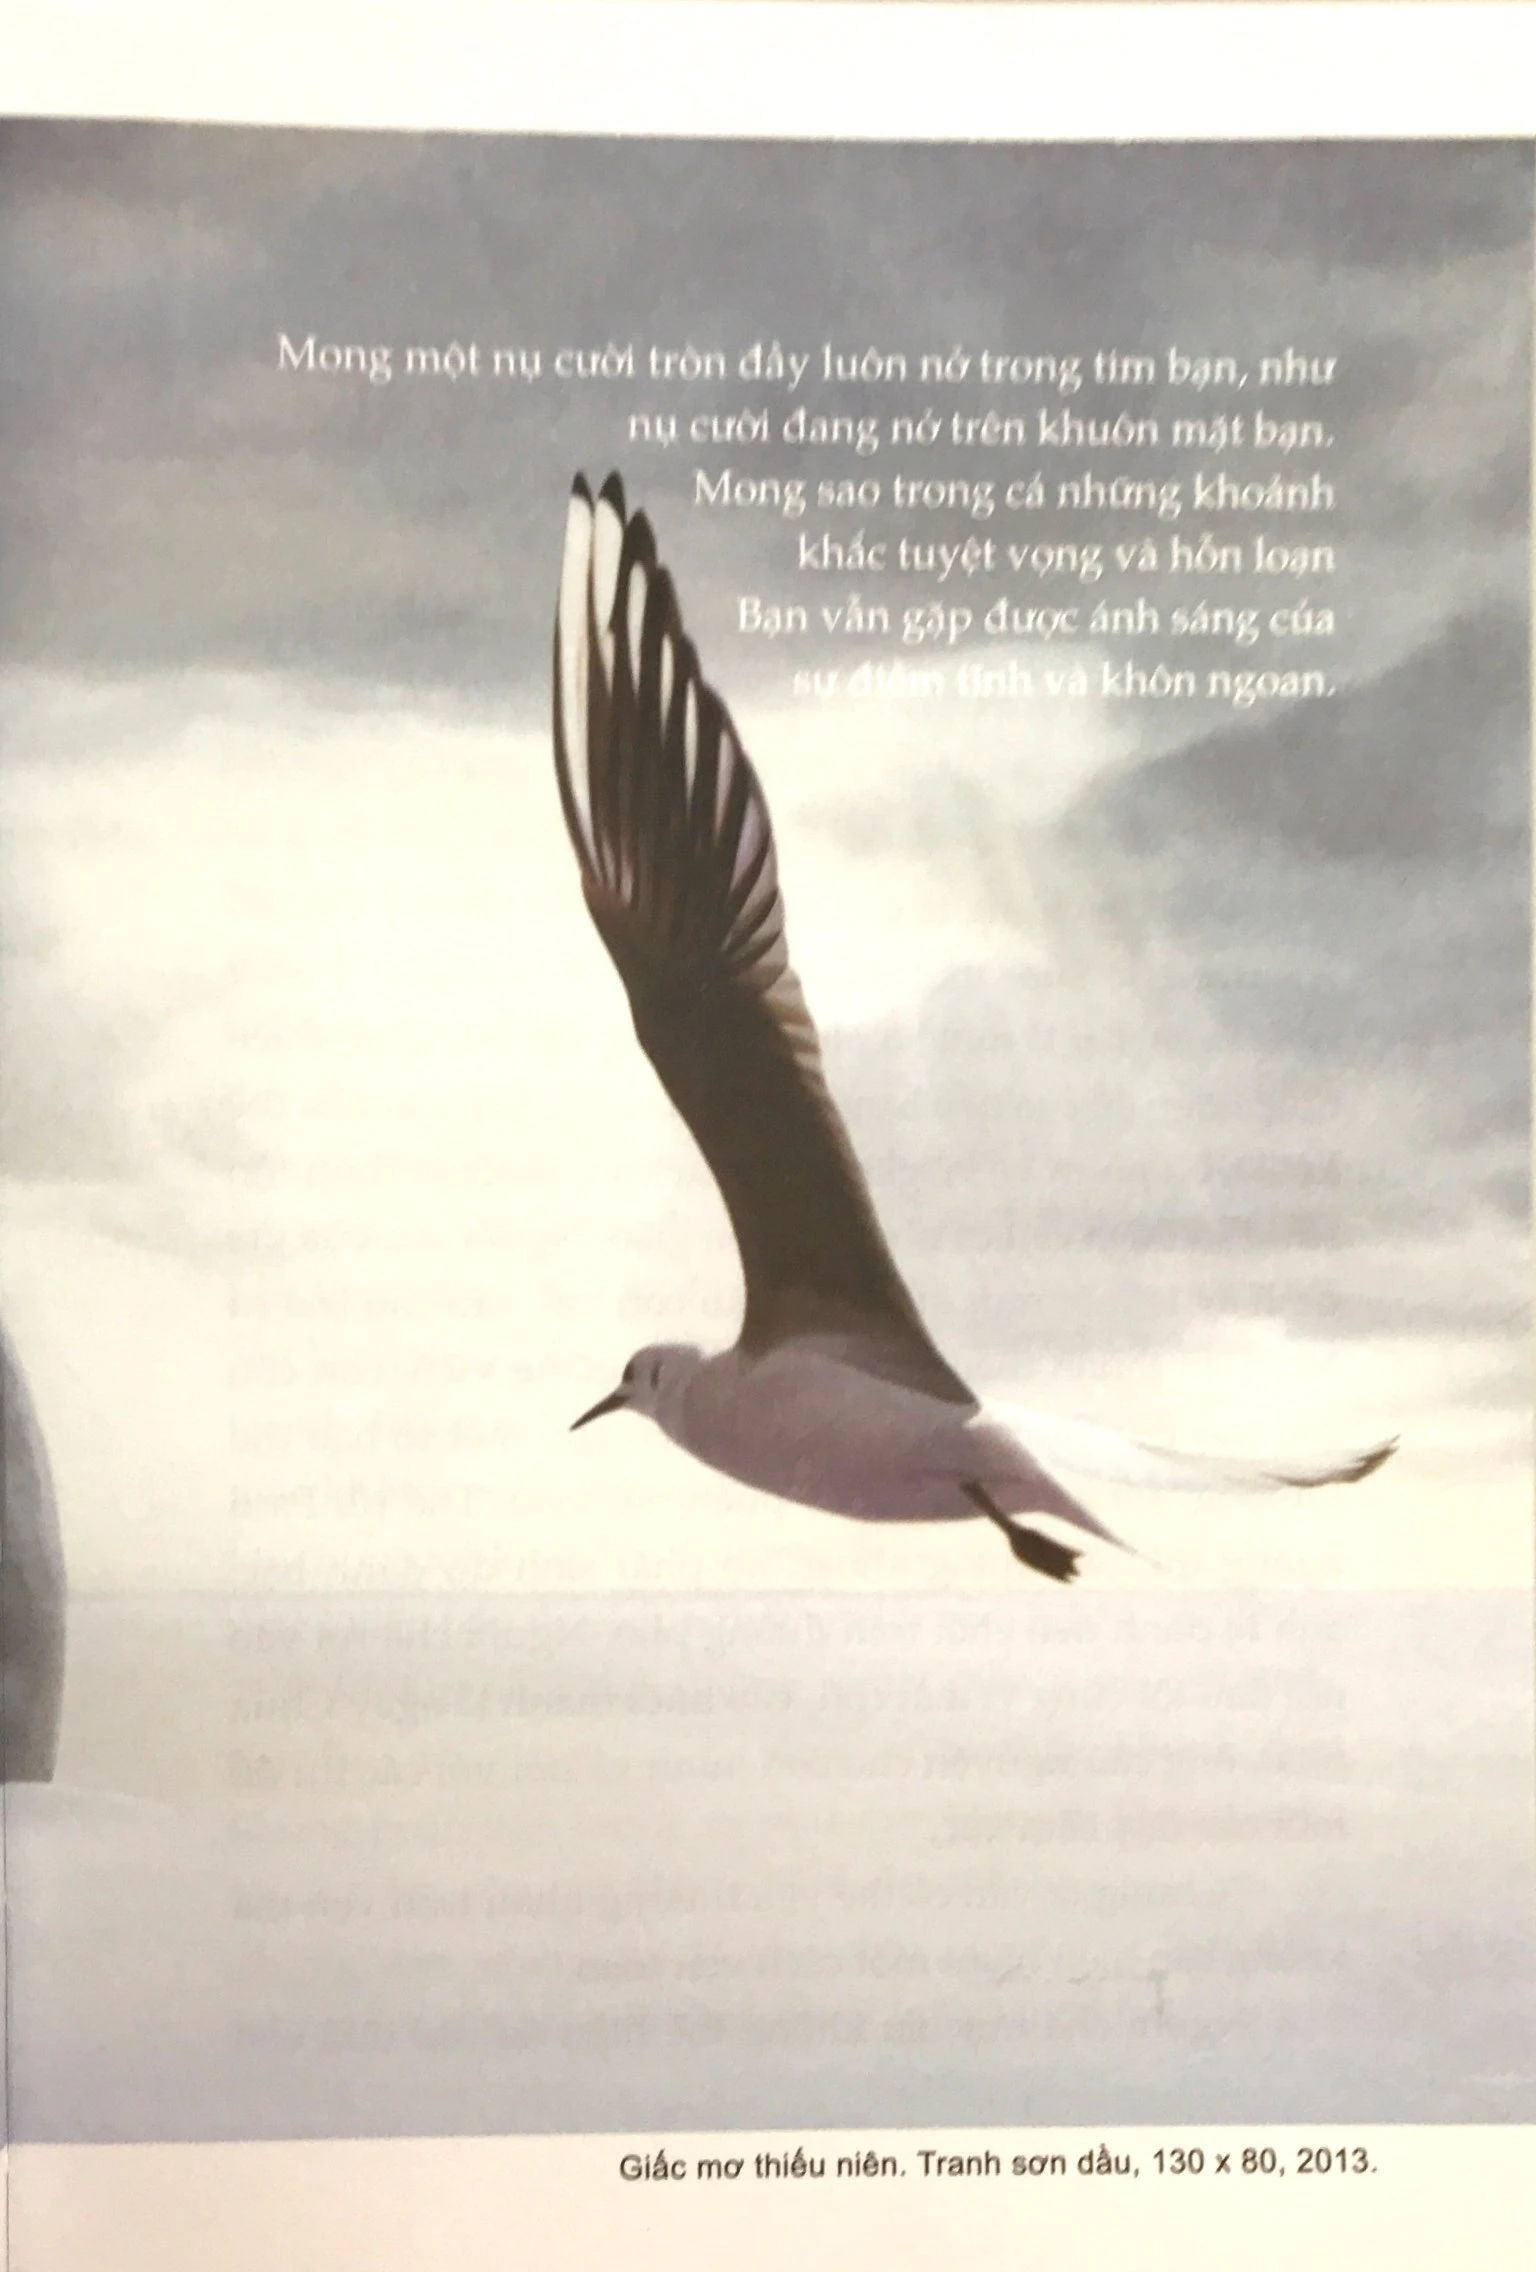 Mong một nụ cười tròn đầy luôn nở trong tim bạn, như
nụ cười đang nở trên khuôn mặt bạn.
Mong sao trong cả những khoảnh
khắc tuyệt vọng và hỗn loạn
Bạn vẫn gặp được ánh sáng của
sự điềm tĩnh và khôn ngoan.
Giấc mơ thiếu niên. Tranh sơn dầu, 130 x 80, 2013.